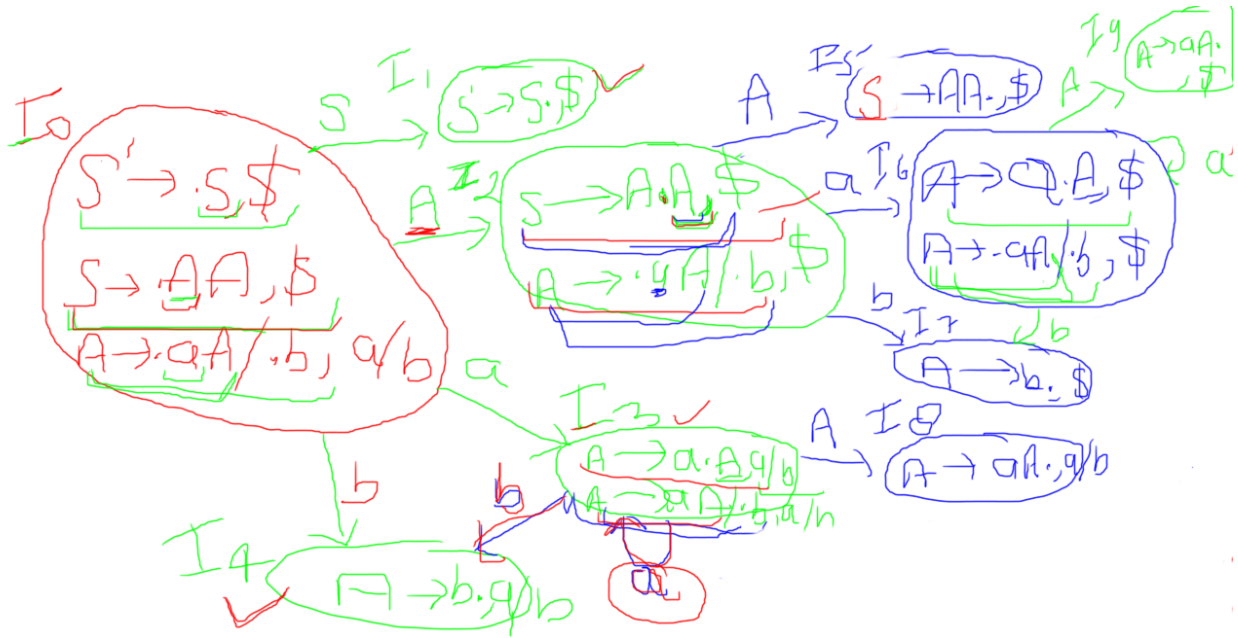 I0
S' → .S, $
S → .AA, $
A → .aA / .b, a/b
S
I1
S' → S., $
A
I2
S → A.A, $
A → .aA / .b, $
A
I5
S → AA., $
a
I6
A → a.A, $
A → .aA / .b, $
A
I9
A → aA., $
a
b
I7
A → b., $
b
a
I3
A → a.A, a/b
A → .aA / .b, a/b
A
I8
A → aA., a/b
b
a
b
I4
A → b., a/b